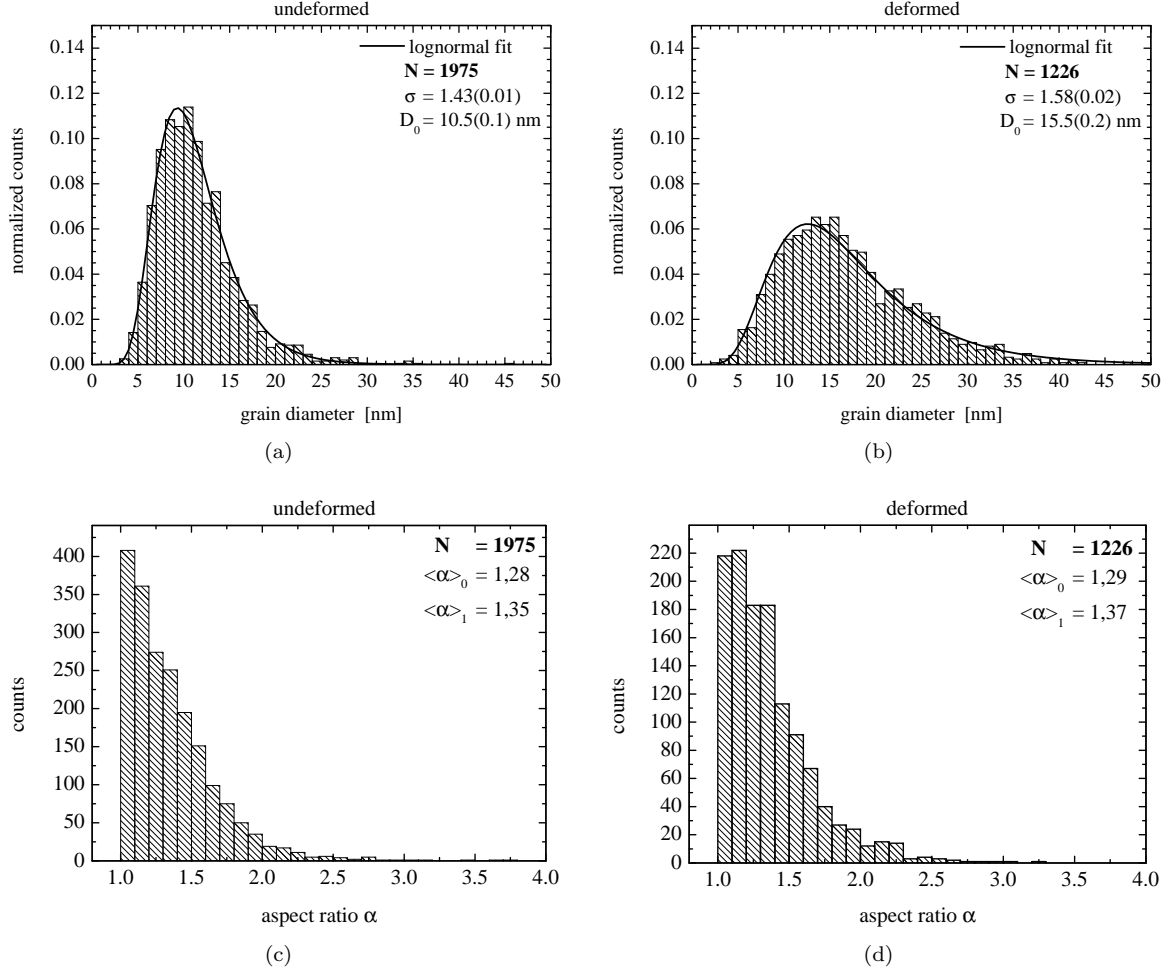 undeformed
0.14
0.12
0.10
0.08
0.06
0.04
0.02
0.00
normalized counts
lognormal fit
N = 1975
σ = 1.43(0.01)
D0 = 10.5(0.1) nm
0 5 10 15 20 25 30 35 40 45 50
grain diameter [nm]
(a)
deformed
0.14
0.12
0.10
0.08
0.06
0.04
0.02
0.00
normalized counts
lognormal fit
N = 1226
σ = 1.58(0.02)
D0 = 15.5(0.2) nm
0 5 10 15 20 25 30 35 40 45 50
grain diameter [nm]
(b)
undeformed
400
350
300
250
200
150
100
50
0
counts
N = 1975
<α>0 = 1,28
<α>1 = 1,35
1.0 1.5 2.0 2.5 3.0 3.5 4.0
aspect ratio α
(c)
deformed
220
200
180
160
140
120
100
80
60
40
20
0
counts
N = 1226
<α>0 = 1,29
<α>1 = 1,37
1.0 1.5 2.0 2.5 3.0 3.5 4.0
aspect ratio α
(d)